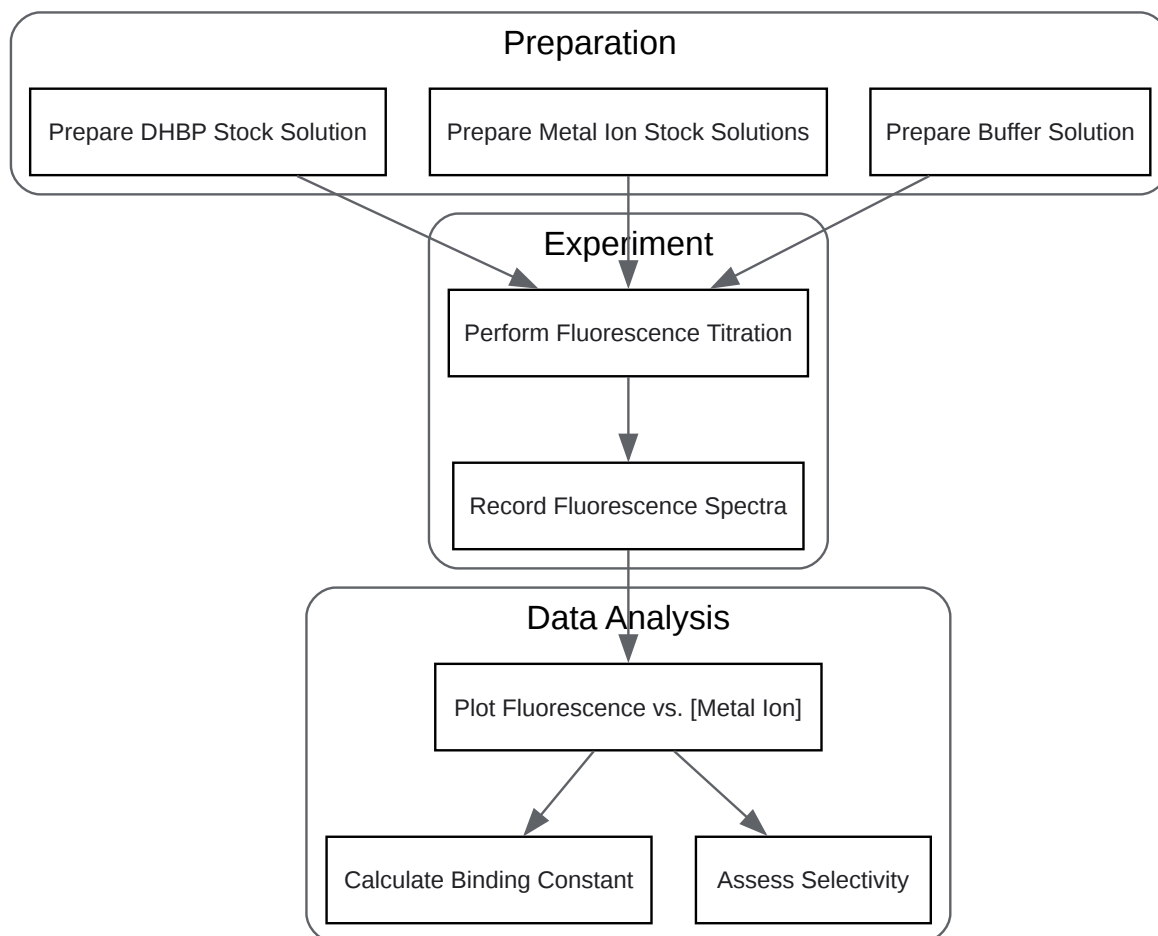 Preparation
Prepare DHBP Stock Solution
Prepare Metal Ion Stock Solutions
Prepare Buffer Solution
Experiment
Perform Fluorescence Titration
Record Fluorescence Spectra
Data Analysis
Plot Fluorescence vs. [Metal Ion]
Calculate Binding Constant
Assess Selectivity